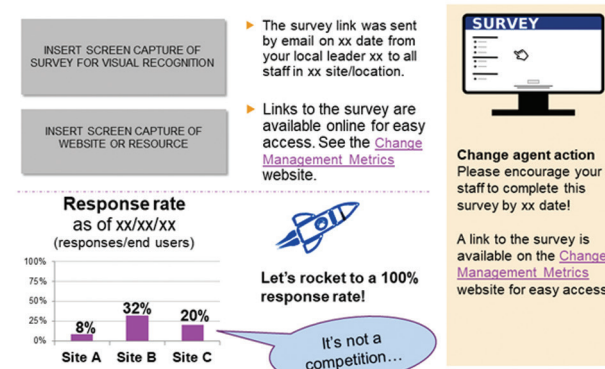 INSERT SCREEN CAPTURE OF
SURVEY FOR VISUAL RECOGNITION
The survey link was sent
by email on xx date from
your local leader xx to all
staff in xx site/location.
INSERT SCREEN CAPTURE OF
WEBSITE OR RESOURCE
Links to the survey are
available online for easy
access. See the Change
Management Metrics
website.
SURVEY
Change agent action
Please encourage your
staff to complete this
survey by xx date!
A link to the survey is
available on the Change
Management Metrics
website for easy access
Response rate
as of xx/xx/xx
(responses/end users)
100%
75%
50%
25%
0%
8%
32%
20%
Site A Site B Site C
Let's rocket to a 100%
response rate!
It's not a
competition...